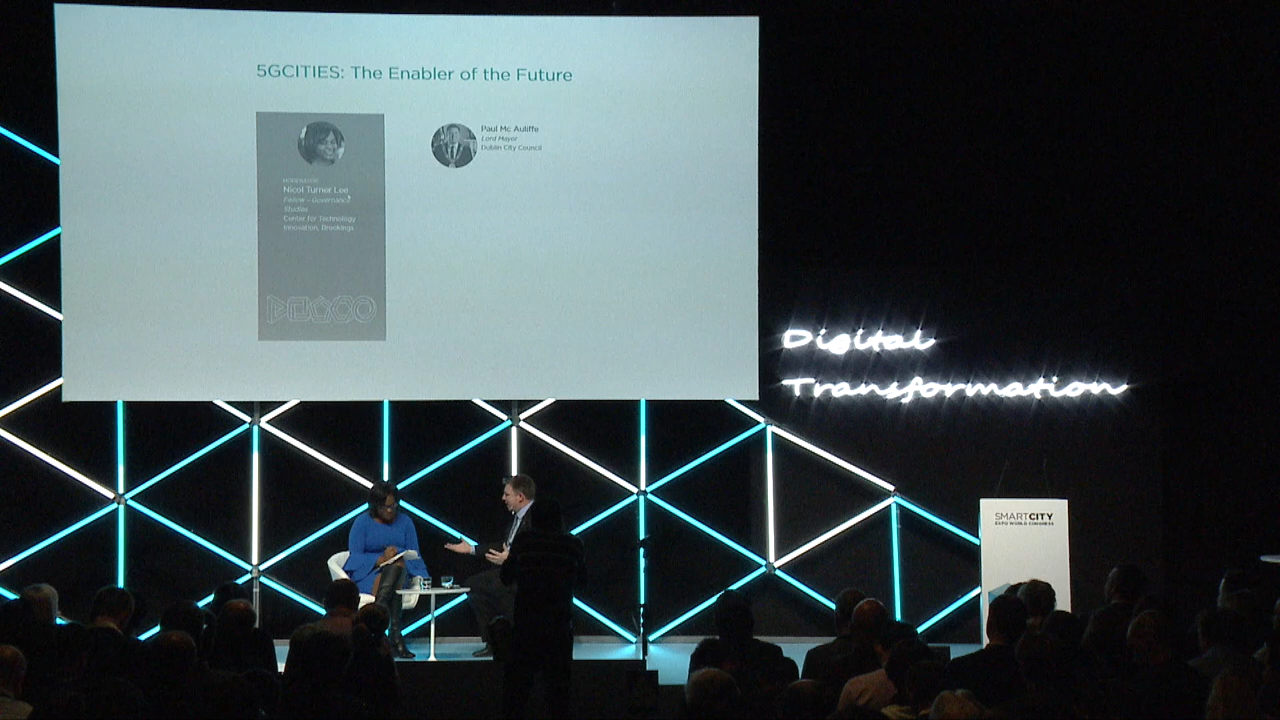 5GCITIES: The Enabler of the Future
MODERATOR:
Nicol Turner Lee
Fellow - Governance
Studies
Center for Technology
Innovation, Brookings
Paul Mc Auliffe
Lord Mayor
Dublin City Council
Digital
Transformation
SMARTCITY
EXPO WORLD CONGRESS